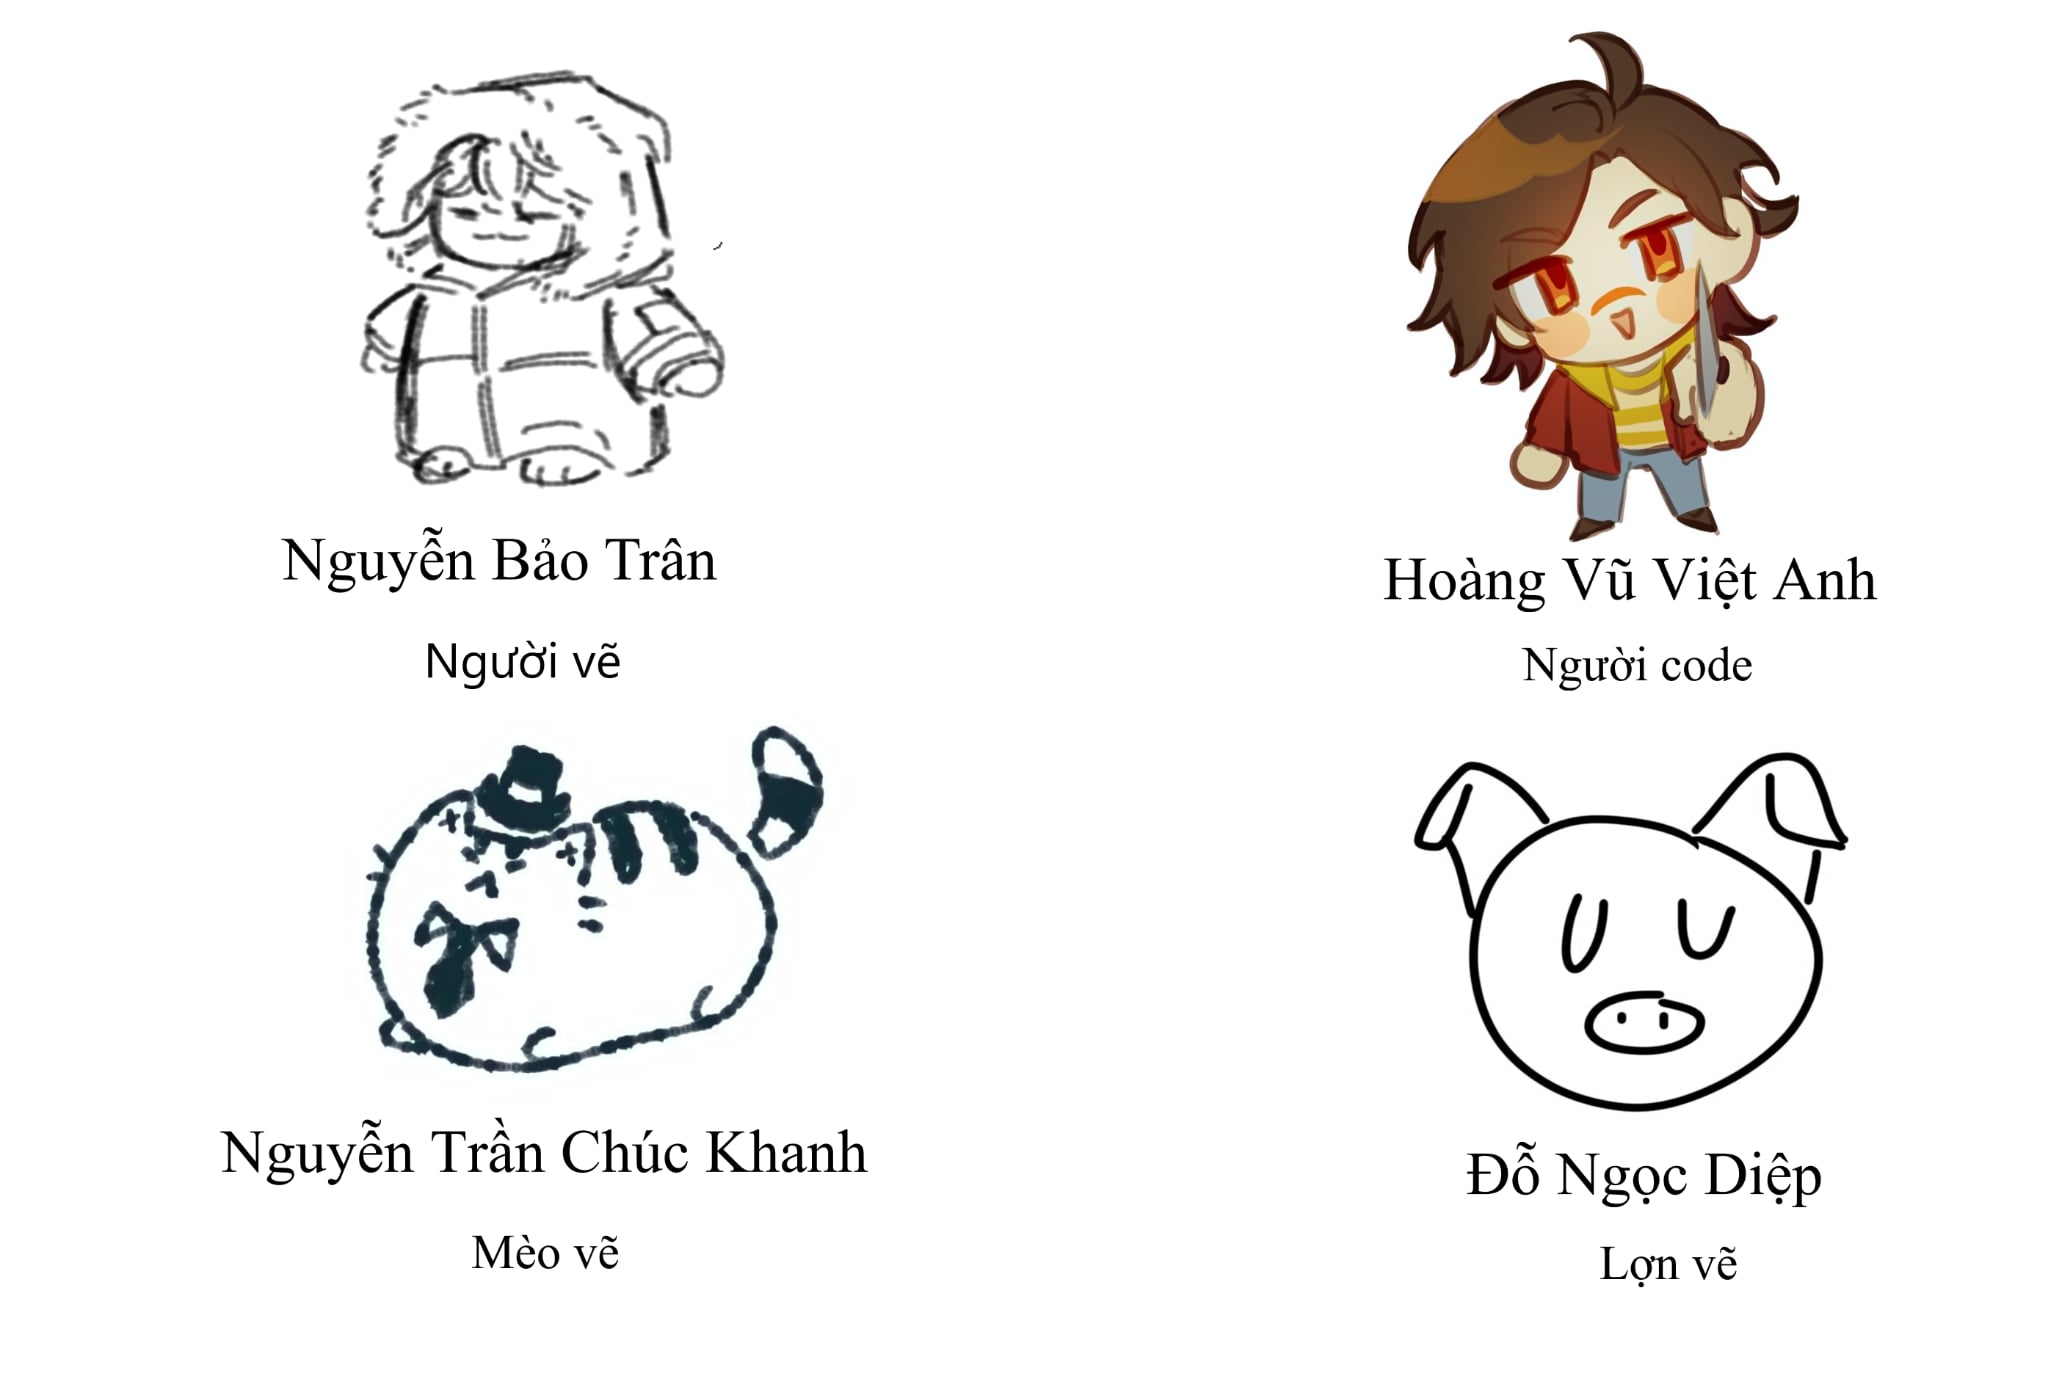 Nguyễn Bảo Trân
Người vẽ
Hoàng Vũ Việt Anh
Người code
Nguyễn Trần Chúc Khanh
Mèo vẽ
Đỗ Ngọc Diệp
Lợn vẽ